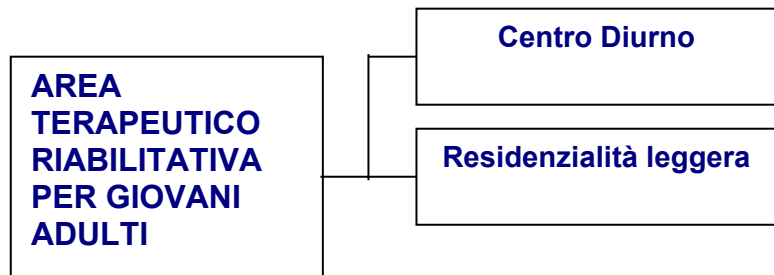 AREA
TERAPEUTICO
RIABILITATIVA
PER GIOVANI
ADULTI
Centro Diurno
Residenzialità leggera